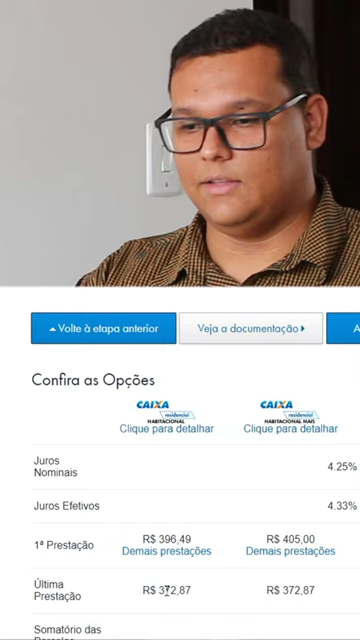 Volte à etapa anterior
Veja a documentação
A
Confira as Opções
CAIXA CAIXA
residencial residencial
HABITACIONAL HABITACIONAL MAIS
Clique para detalhar Clique para detalhar
Juros
Nominais
4.25%
Juros Efetivos 4.33%
1ª Prestação R$ 396,49 R$ 405,00
Demais prestações Demais prestações
Última
Prestação
R$ 372,87 R$ 372,87
Somatório das